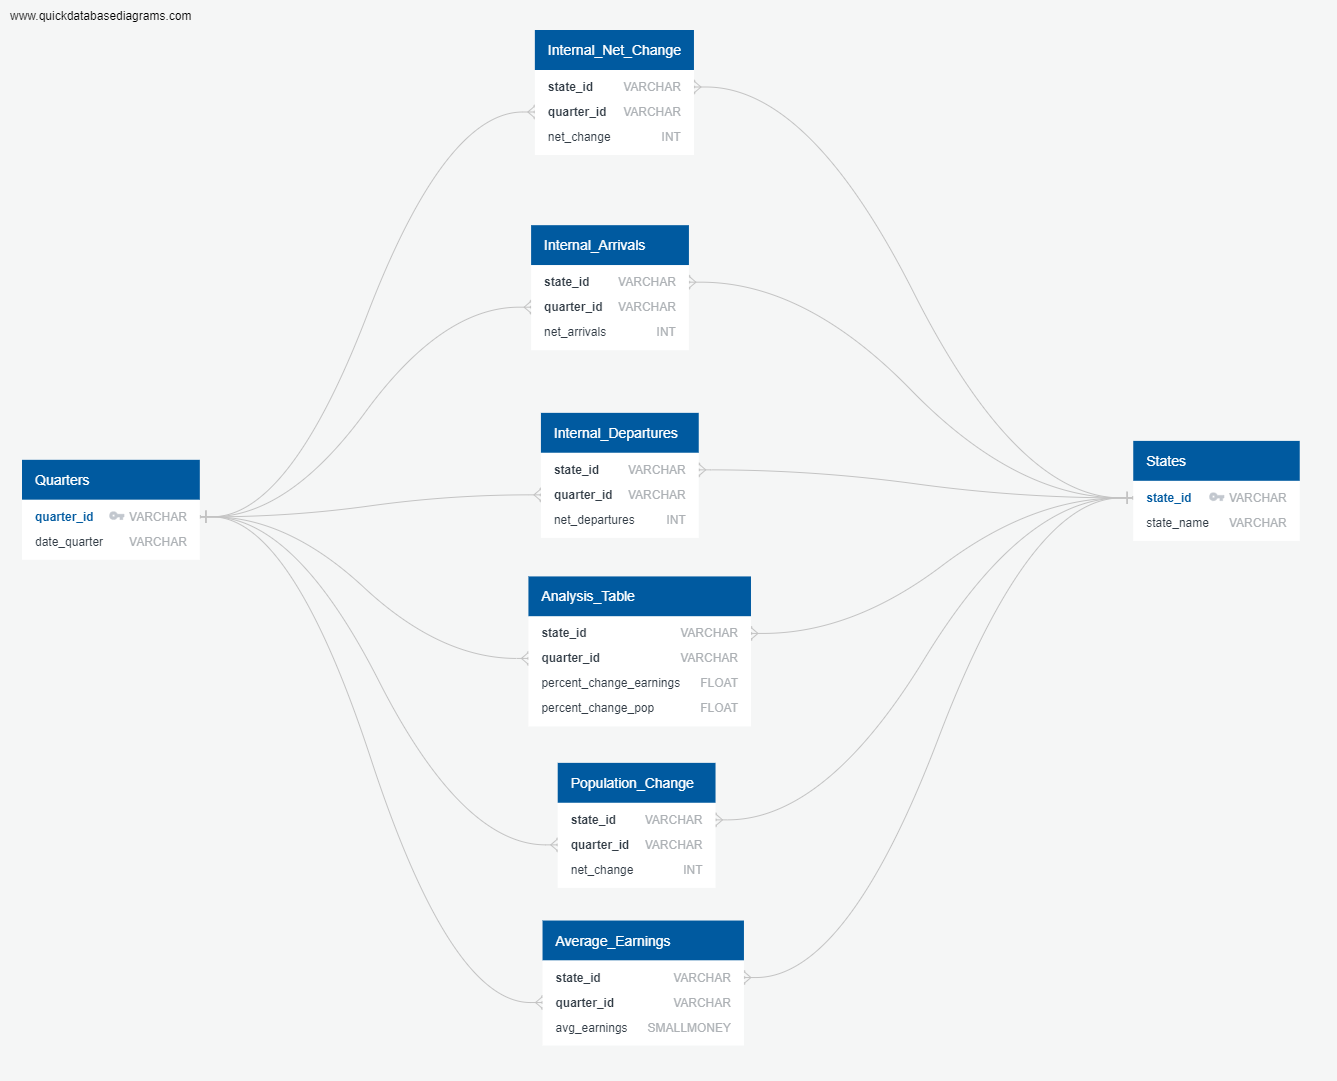 www.quickdatabasediagrams.com
Internal_Net_Change
state_id VARCHAR
quarter_id VARCHAR
net_change INT
Internal_Arrivals
state_id VARCHAR
quarter_id VARCHAR
net_arrivals INT
Internal_Departures
state_id VARCHAR
quarter_id VARCHAR
net_departures INT
Quarters
quarter_id VARCHAR
date_quarter VARCHAR
States
state_id VARCHAR
state_name VARCHAR
Analysis_Table
state_id VARCHAR
quarter_id VARCHAR
percent_change_earnings FLOAT
percent_change_pop FLOAT
Population_Change
state_id VARCHAR
quarter_id VARCHAR
net_change INT
Average_Earnings
state_id VARCHAR
quarter_id VARCHAR
avg_earnings SMALLMONEY